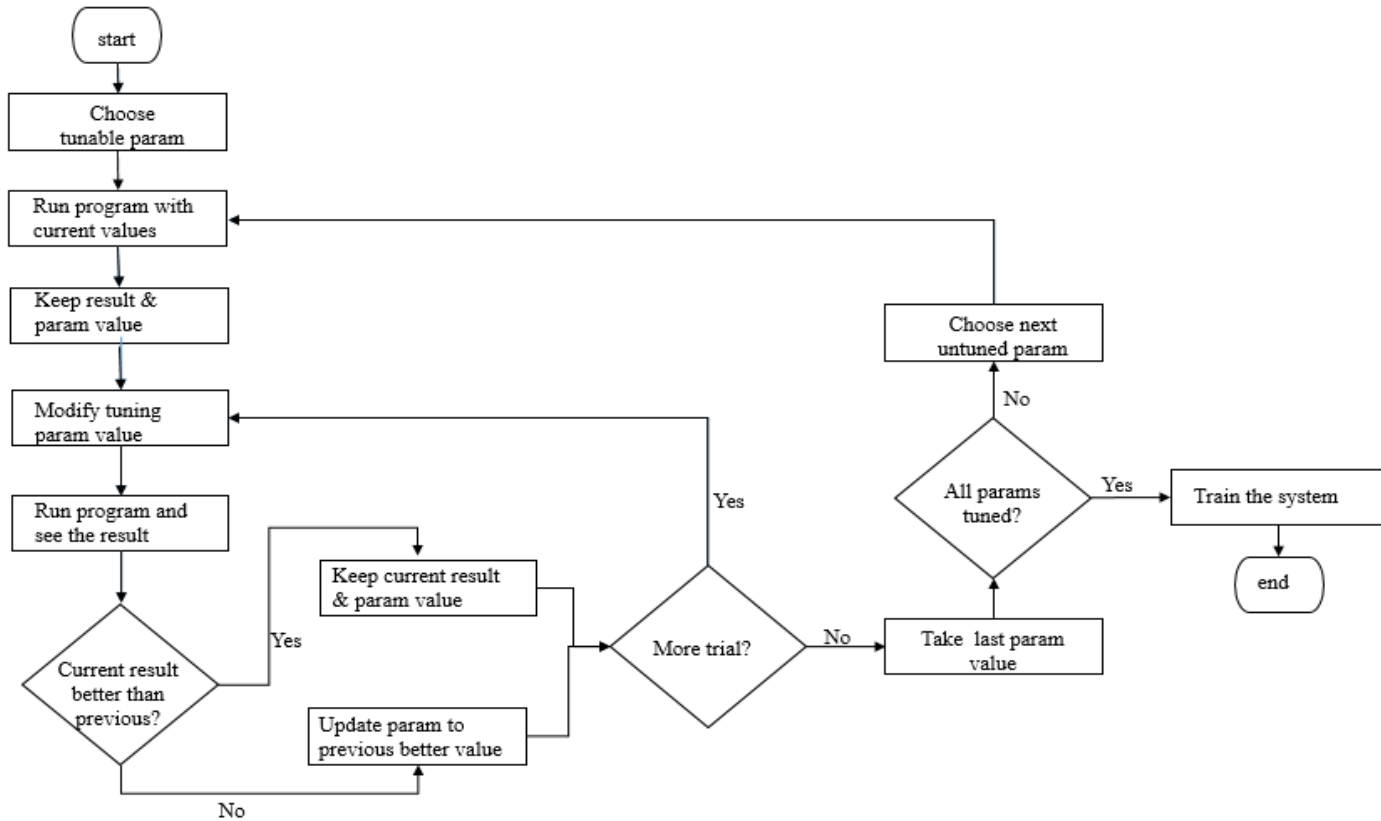 start
Choose
tunable param
Run program with
current values
Keep result &
param value
Modify tuning
param value
Run program and
see the result
Current result
better than
previous?
Yes
No
Keep current result
& param value
Update param to
previous better value
More trial?
Yes
No
Take last param
value
All params
tuned?
No
Choose next
untuned param
Yes
Train the system
end